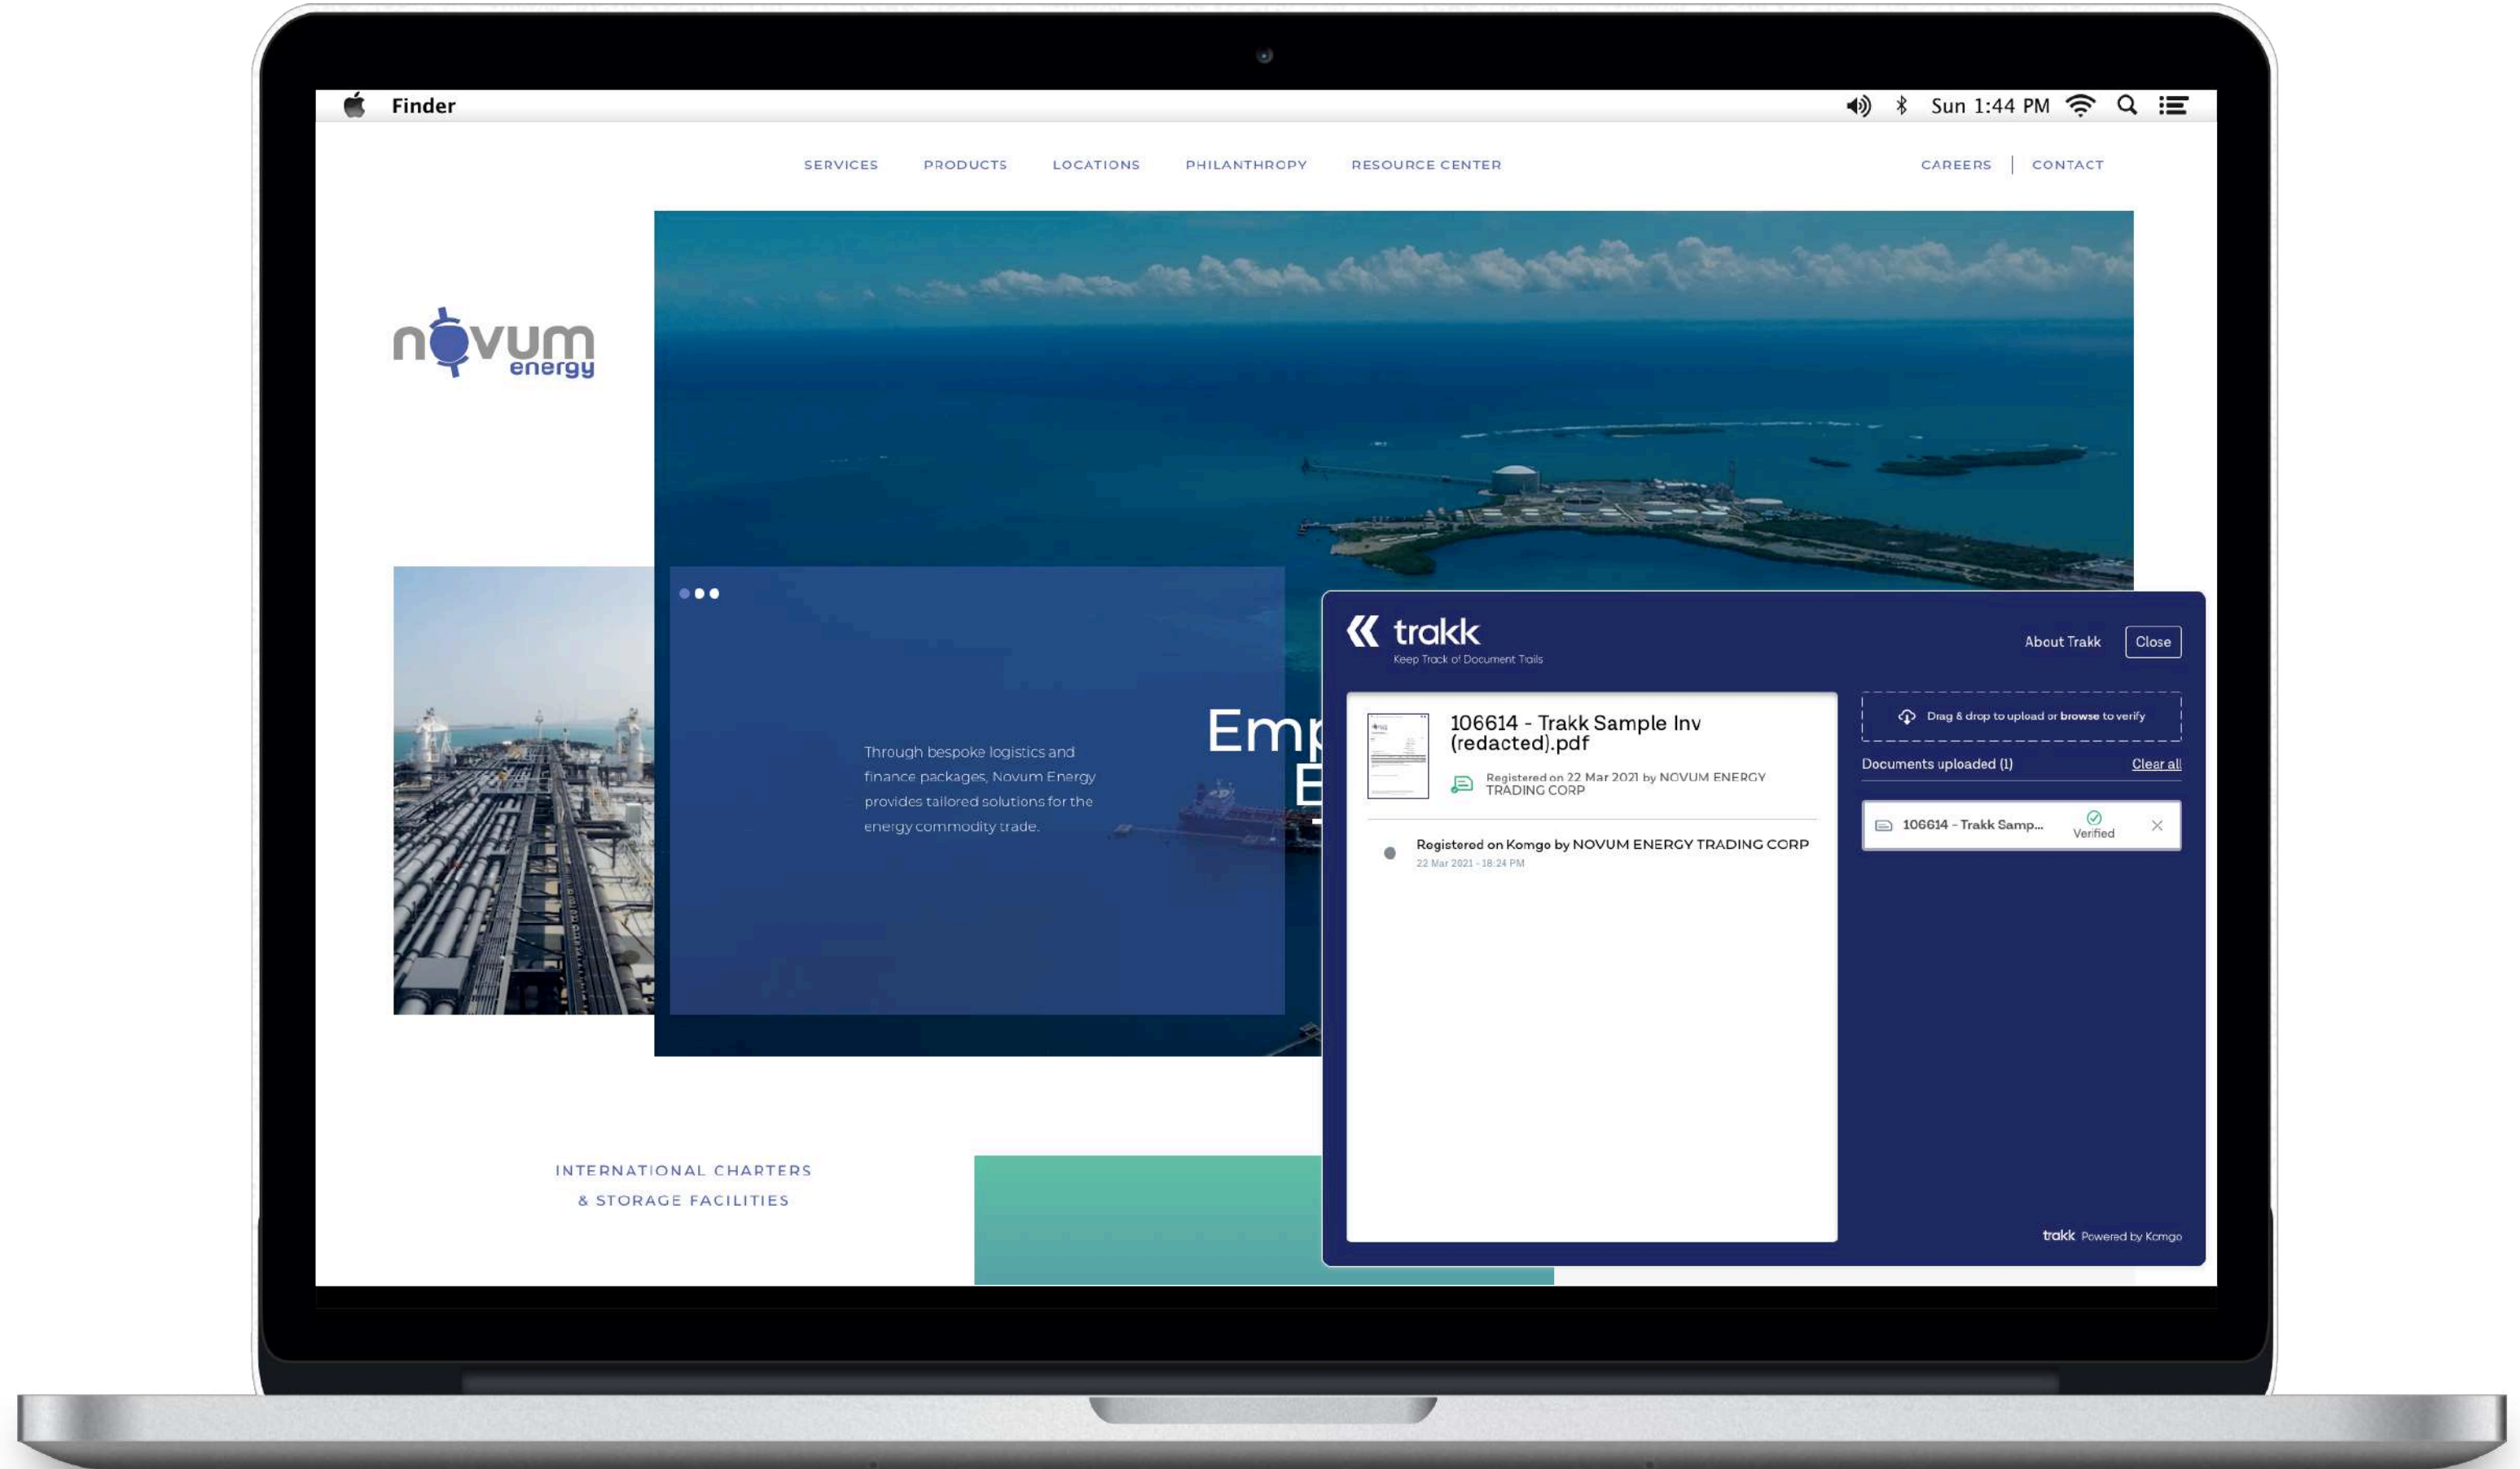 Finder
Sun 1:44 PM
SERVICES PRODUCTS LOCATIONS PHILANTHROPY RESOURCE CENTER CAREERS CONTACT
novum
energy
Through bespoke logistics and
finance packages, Novum Energy
provides tailored solutions for the
energy commodity trade.
Emp
E
trakk
Keep Track of Document Trails
About Trakk
Close
106614 - Trakk Sample Inv
(redacted).pdf
Registered on 22 Mar 2021 by NOVUM ENERGY
TRADING CORP
Registered on Komgo by NOVUM ENERGY TRADING CORP
22 Mar 2021 - 18:24 PM
Drag & drop to upload or browse to verify
Documents uploaded (1) Clear all
106614 - Trakk Samp...
Verified
trakk Powered by Komgo
INTERNATIONAL CHARTERS
& STORAGE FACILITIES